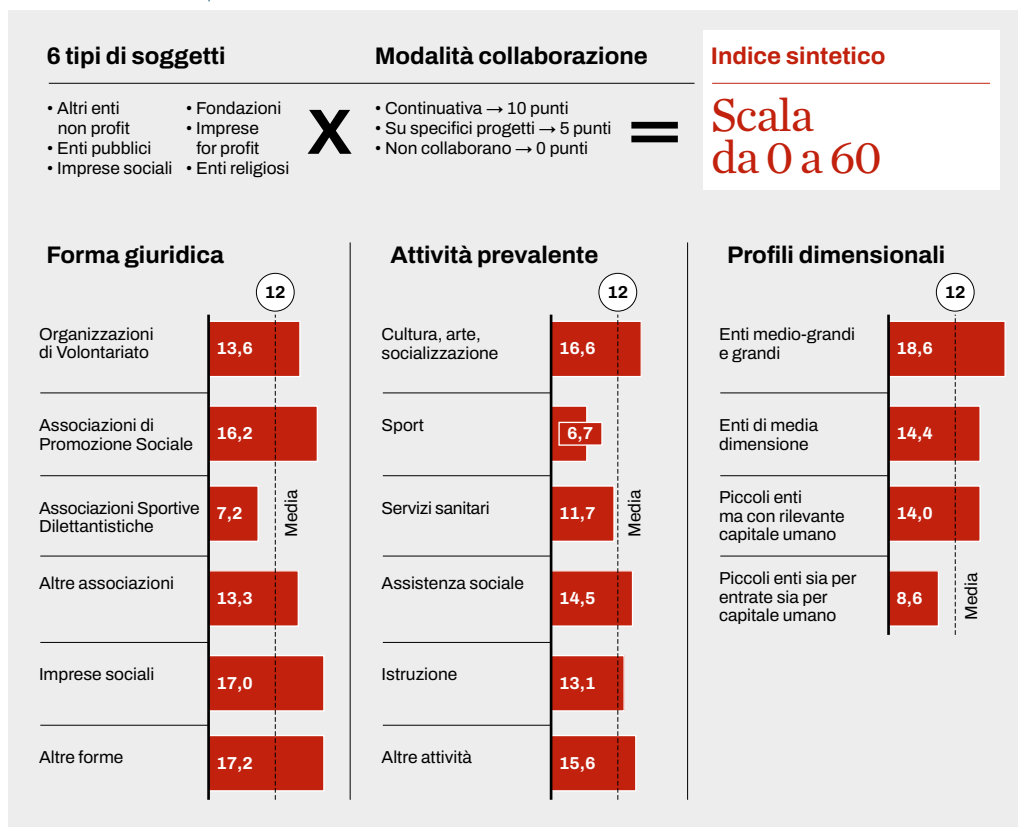 6 tipi di soggetti
• Altri enti
non profit
• Enti pubblici
• Imprese sociali
• Fondazioni
• Imprese
for profit
• Enti religiosi
X
Modalità collaborazione
• Continuativa → 10 punti
• Su specifici progetti → 5 punti
• Non collaborano → 0 punti
=
Indice sintetico
Scala
da 0 a 60
Forma giuridica
12
Organizzazioni
di Volontariato
13,6
Associazioni di
Promozione Sociale
16,2
Associazioni Sportive
Dilettantistiche
7,2
Media
Altre associazioni
13,3
Imprese sociali
17,0
Altre forme
17,2
Attività prevalente
12
Cultura, arte,
socializzazione
16,6
Sport
6,7
Servizi sanitari
11,7
Media
Assistenza sociale
14,5
Istruzione
13,1
Altre attività
15,6
Profili dimensionali
12
Enti medio-grandi
e grandi
18,6
Enti di media
dimensione
14,4
Piccoli enti
ma con rilevante
capitale umano
14,0
Piccoli enti sia per
entrate sia per
capitale umano
8,6
Media